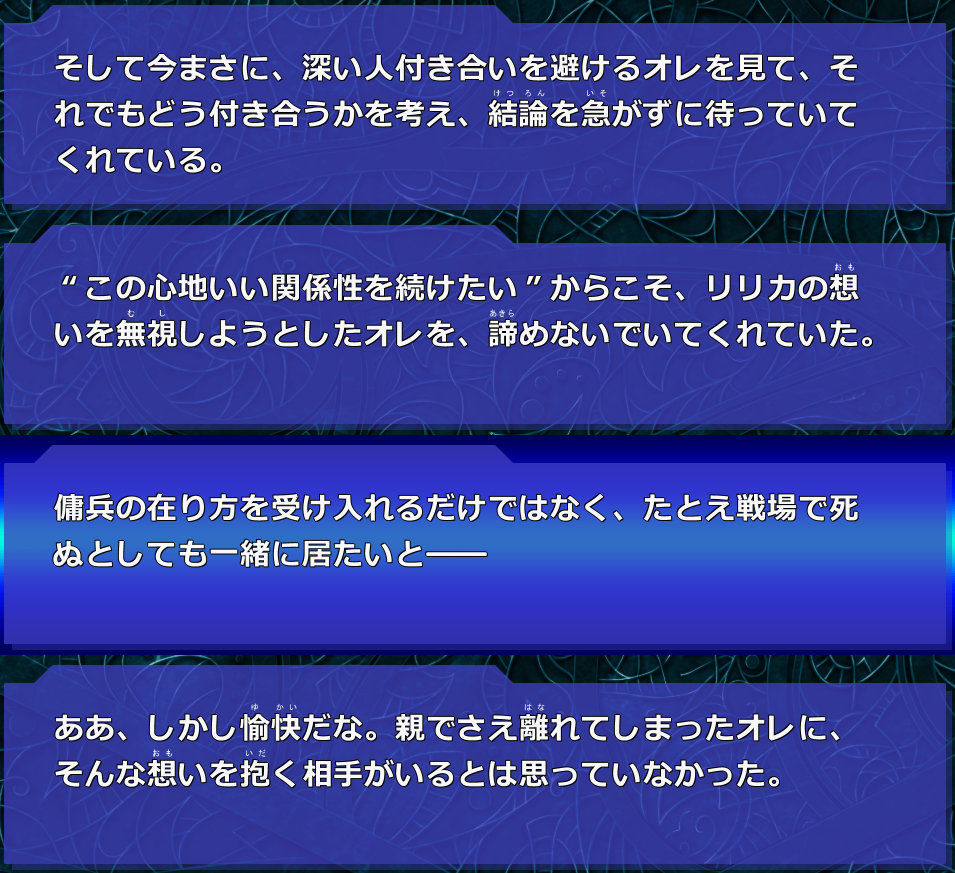 そして今まさに、深い人付き合いを避けるオレを見て、そ
れでもどう付き合うかを考え、結論を急がずに待っていて
くれている。
“この心地いい関係性を続けたい”からこそ、リリカの想
いを無視しようとしたオレを、諦めないでいてくれていた。
傭兵の在り方を受け入れるだけではなく、たとえ戦場で死
ぬとしても一緒に居たいと――
ああ、しかし愉快だな。親でさえ離れてしまったオレに、
そんな想いを抱く相手がいるとは思っていなかった。